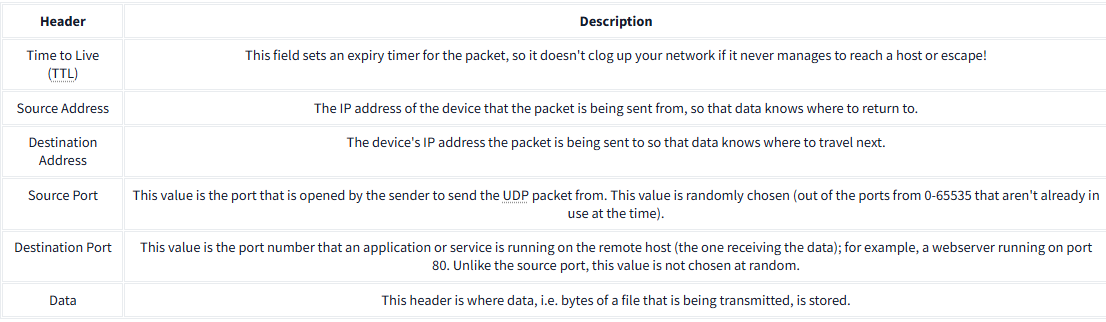 Header Description
Time to Live
(TTL)
This field sets an expiry timer for the packet, so it doesn't clog up your network if it never manages to reach a host or escape!
Source Address
The IP address of the device that the packet is being sent from, so that data knows where to return to.
Destination
Address
The device's IP address the packet is being sent to so that data knows where to travel next.
Source Port
This value is the port that is opened by the sender to send the UDP packet from. This value is randomly chosen (out of the ports from 0-65535 that aren't already in
use at the time).
Destination Port
This value is the port number that an application or service is running on the remote host (the one receiving the data); for example, a webserver running on port
80. Unlike the source port, this value is not chosen at random.
Data
This header is where data, i.e. bytes of a file that is being transmitted, is stored.